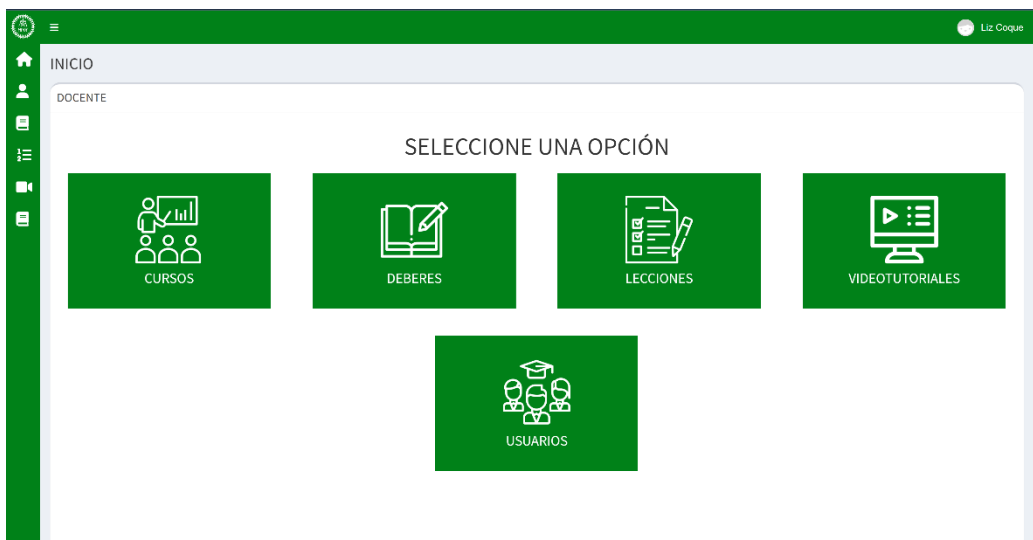 Liz Coque
INICIO
DOCENTE
SELECCIONE UNA OPCIÓN
CURSOS
DEBERES
LECCIONES
VIDEOTUTORIALES
USUARIOS